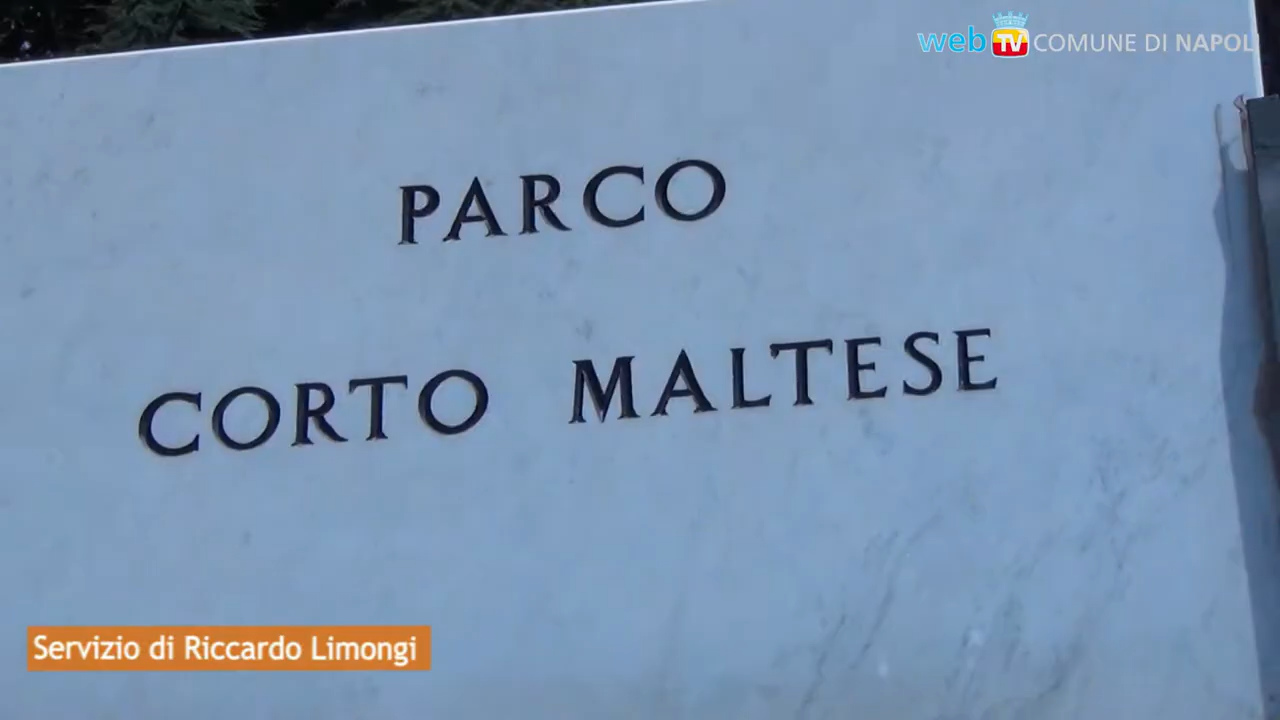 web TV COMUNE DI NAPOLI
PARCO
CORTO MALTESE
Servizio di Riccardo Limongi